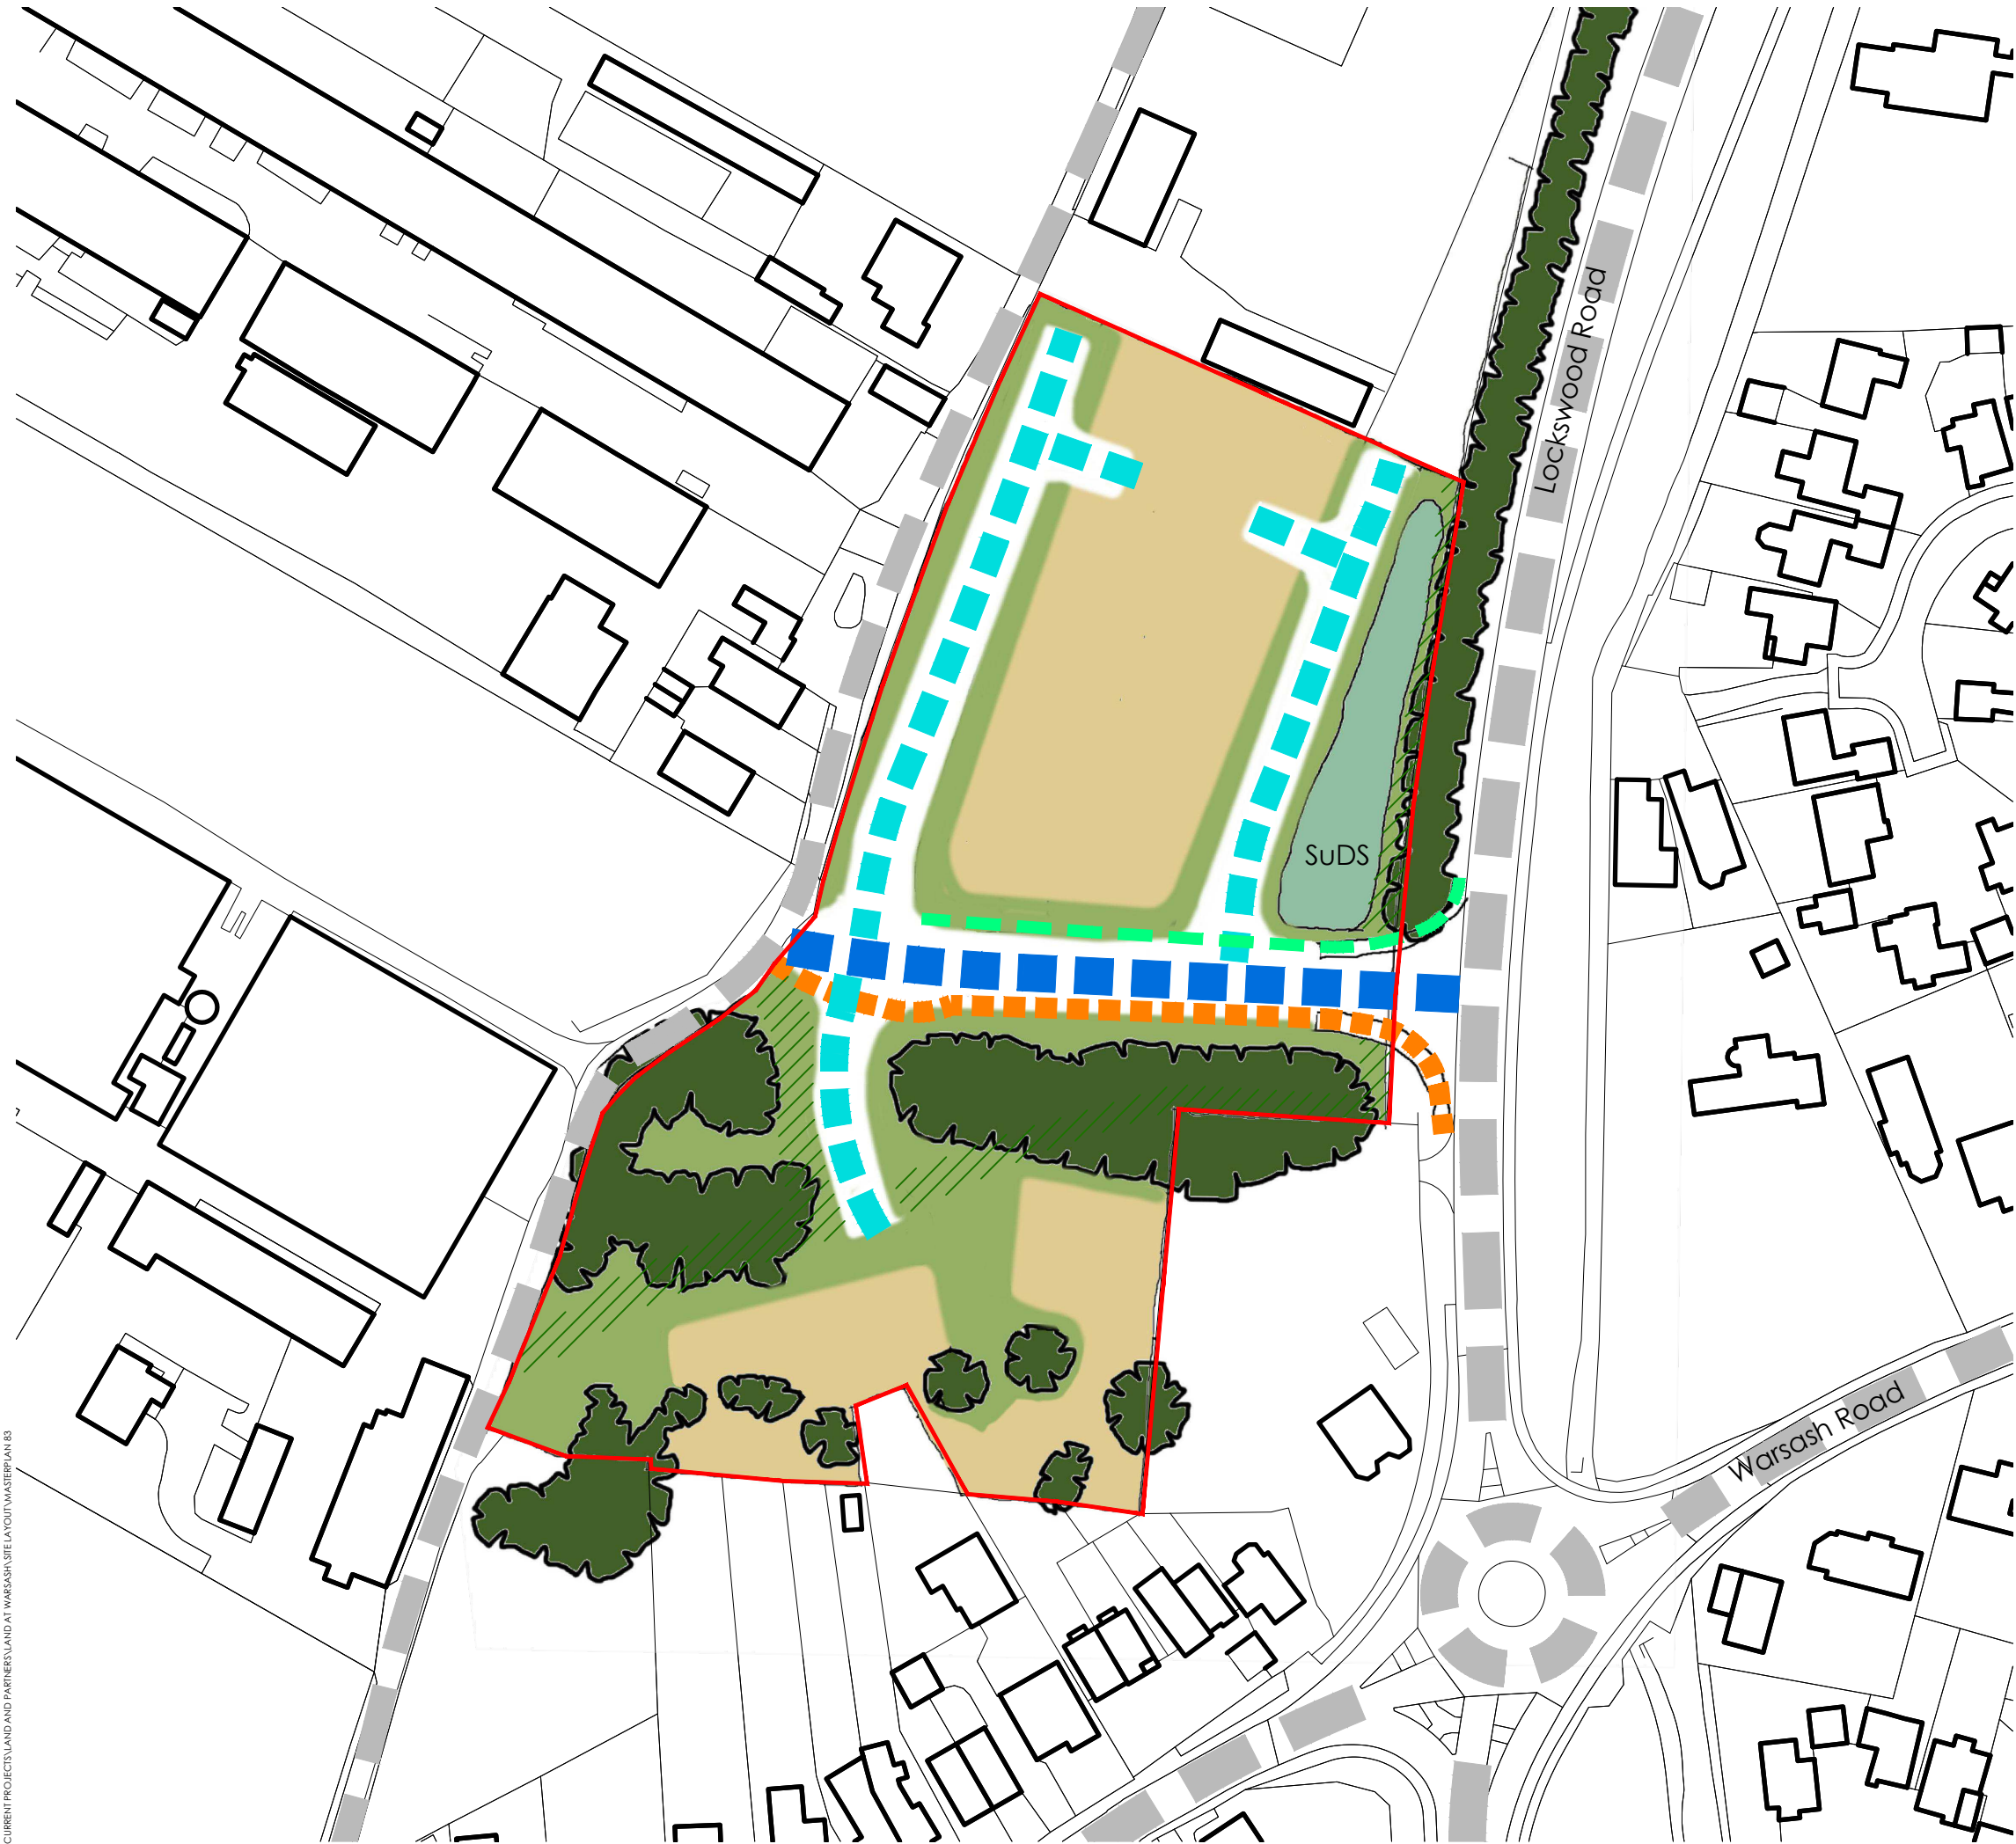 Lockswood Road
SuDS
Warsash Road
CURRENT PROJECTS\LAND AND PARTNERS\LAND AT WARSASH\SITE LAYOUT\MASTERPLAN 83